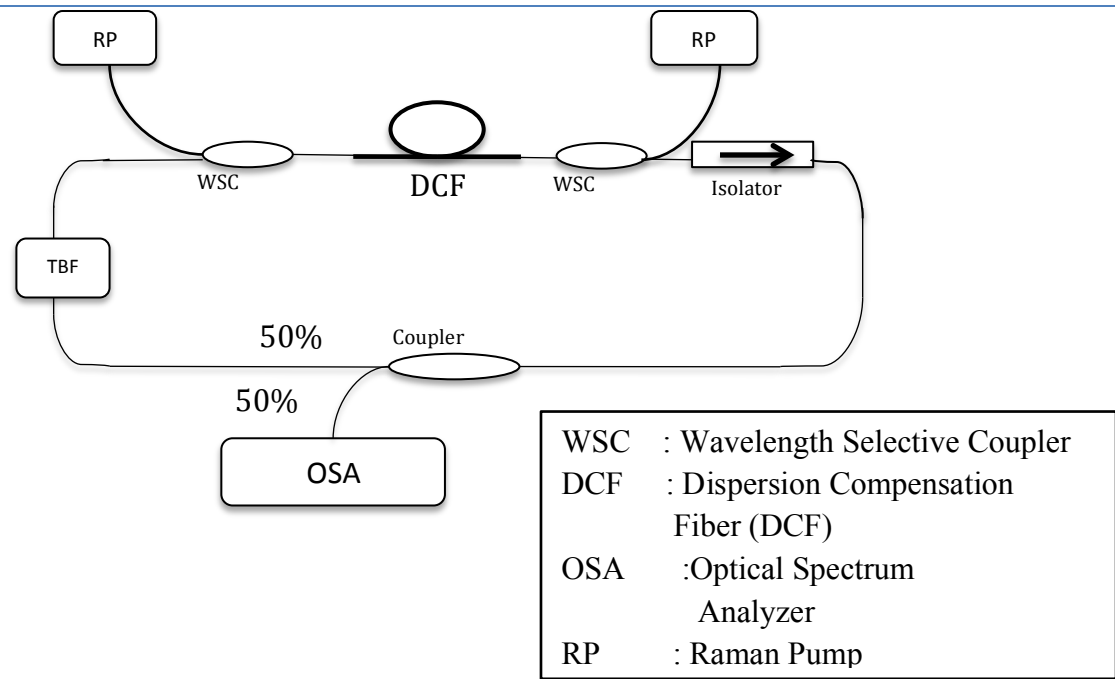 RP
RP
WSC
DCF
WSC
Isolator
TBF
50%
Coupler
50%
OSA
WSC : Wavelength Selective Coupler
DCF : Dispersion Compensation
Fiber (DCF)
OSA :Optical Spectrum
Analyzer
RP : Raman Pump